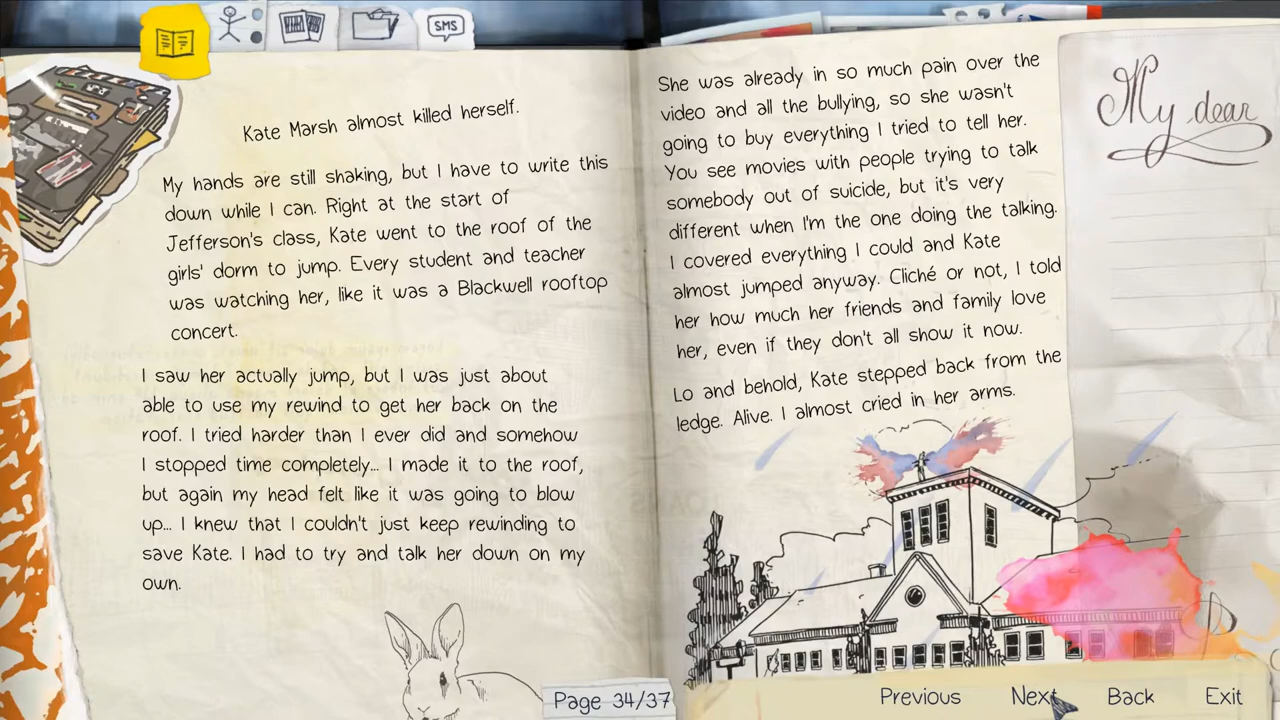 SMS
Kate Marsh almost killed herself.
My hands are still shaking, but I have to write this
down while I can. Right at the start of
Jefferson's class, Kate went to the roof of the
girls' dorm to jump. Every student and teacher
was watching her, like it was a Blackwell rooftop
concert.
I saw her actually jump, but I was just about
able to use my rewind to get her back on the
roof. I tried harder than I ever did and somehow
I stopped time completely... I made it to the roof,
but again my head felt like it was going to blow
up... I knew that I couldn't just keep rewinding to
save Kate. I had to try and talk her down on my
own.
She was already in so much pain over the
video and all the bullying, so she wasn't
going to buy everything I tried to tell her.
You see movies with people trying to talk
somebody out of suicide, but it's very
different when I'm the one doing the talking.
I covered everything I could and Kate
almost jumped anyway. Cliché or not, I told
her how much her friends and family love
her, even if they don't all show it now.
Lo and behold, Kate stepped back from the
ledge. Alive. I almost cried in her arms.
My dear
Page 34/37
Previous
Next
Back
Exit